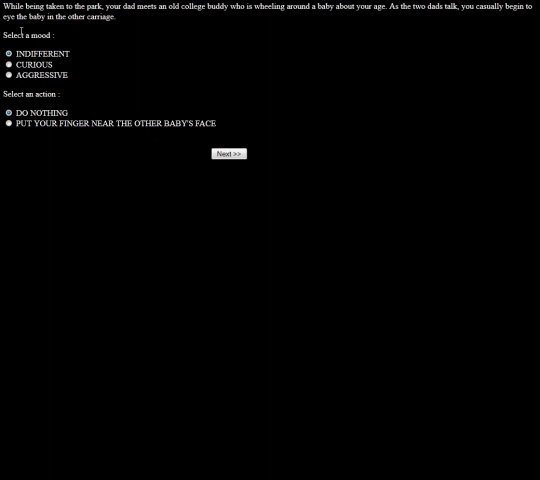 While being taken to the park, your dad meets an old college buddy who is wheeling around a baby about your age. As the two dads talk, you casually begin to
eye the baby in the other carriage.
Select a mood :
INDIFFERENT
CURIOUS
AGGRESSIVE
Select an action :
DO NOTHING
PUT YOUR FINGER NEAR THE OTHER BABY'S FACE
Next >>